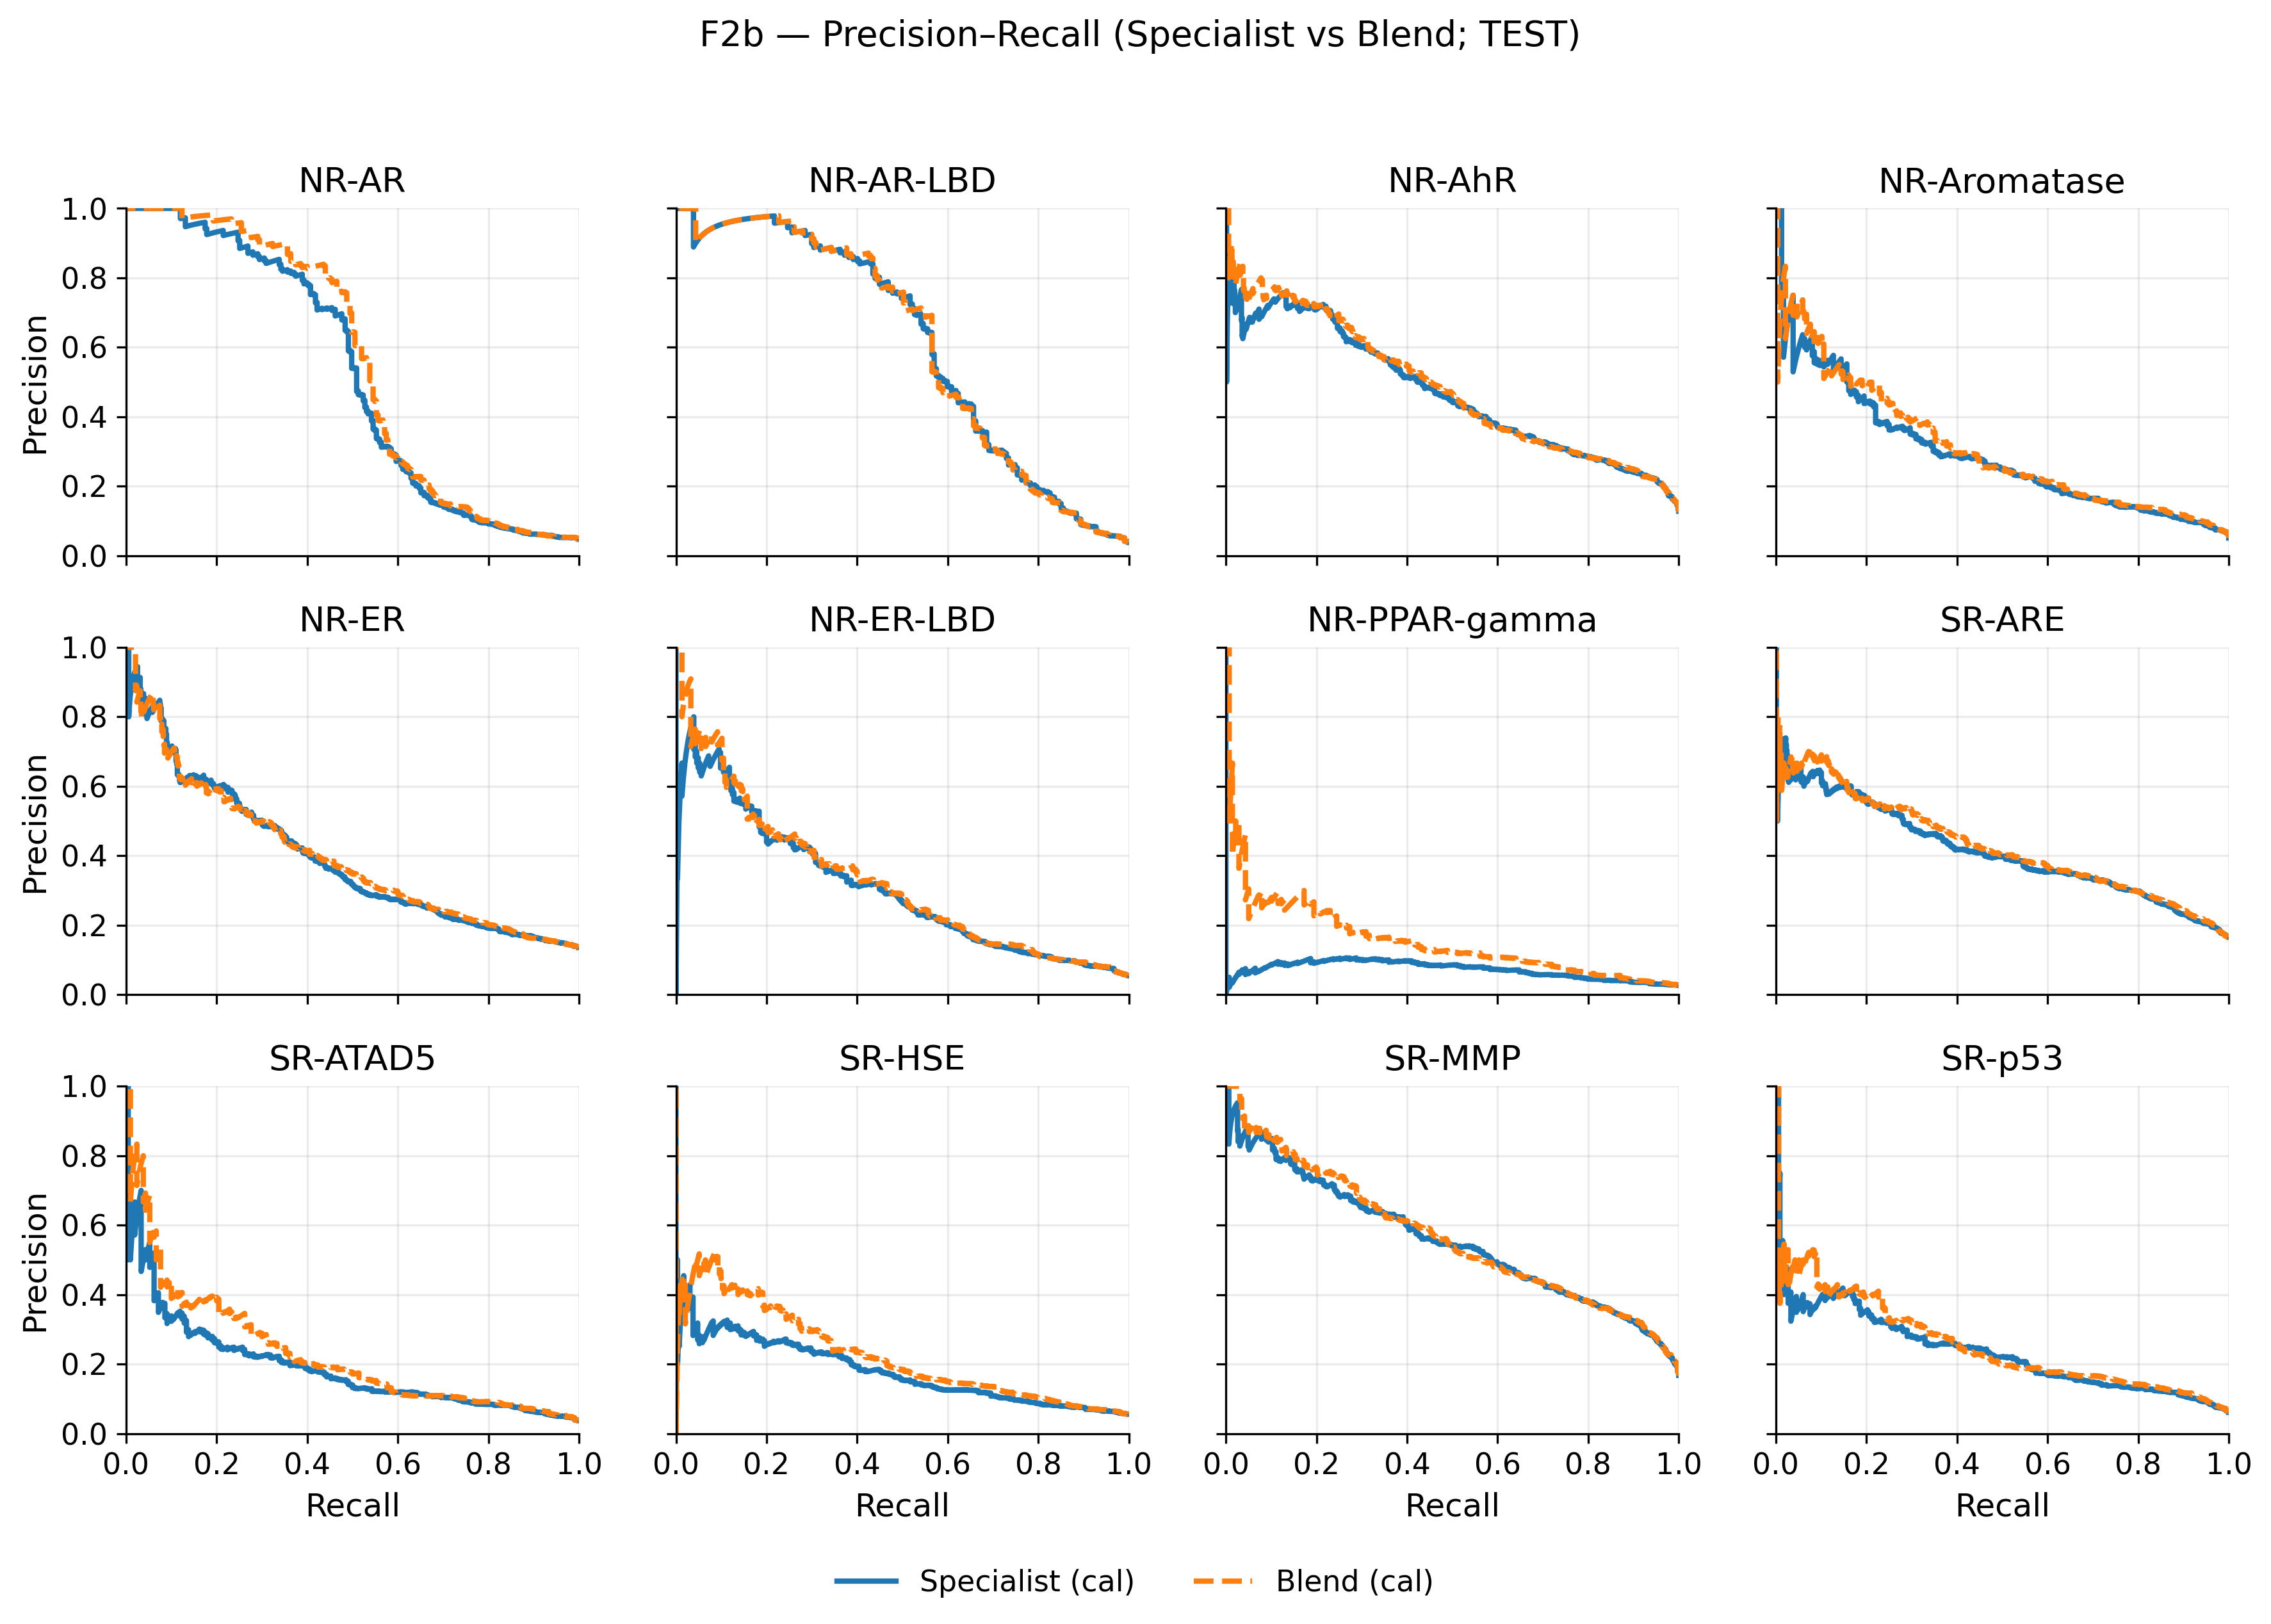 F2b — Precision–Recall (Specialist vs Blend; TEST)
NR-AR
NR-AR-LBD
NR-AhR
NR-Aromatase
Precision
1.0
0.8
0.6
0.4
0.2
0.0
NR-ER
NR-ER-LBD
NR-PPAR-gamma
SR-ARE
Precision
1.0
0.8
0.6
0.4
0.2
0.0
SR-ATAD5
SR-HSE
SR-MMP
SR-p53
Precision
1.0
0.8
0.6
0.4
0.2
0.0
0.0 0.2 0.4 0.6 0.8 1.0
0.0 0.2 0.4 0.6 0.8 1.0
0.0 0.2 0.4 0.6 0.8 1.0
0.0 0.2 0.4 0.6 0.8 1.0
Recall
Recall
Recall
Recall
Specialist (cal)
Blend (cal)